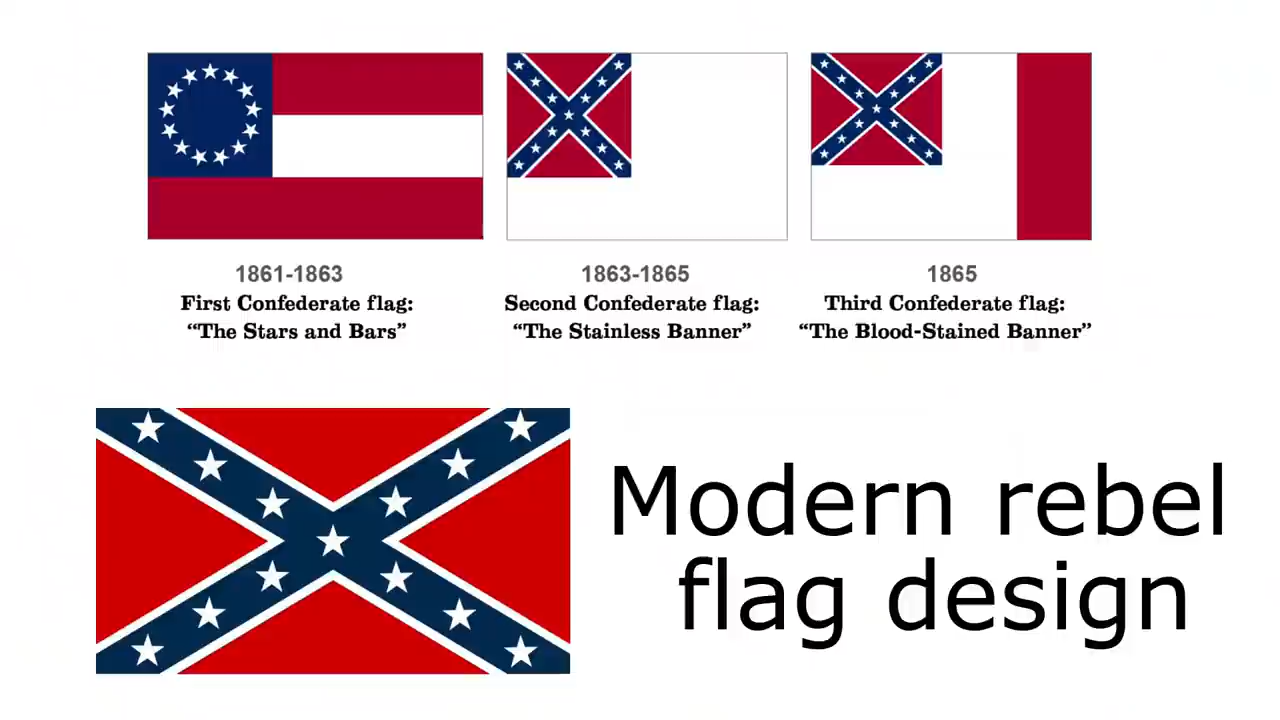 1861-1863
First Confederate flag:
“The Stars and Bars”
1863-1865
Second Confederate flag:
“The Stainless Banner”
1865
Third Confederate flag:
“The Blood-Stained Banner”
Modern rebel
flag design